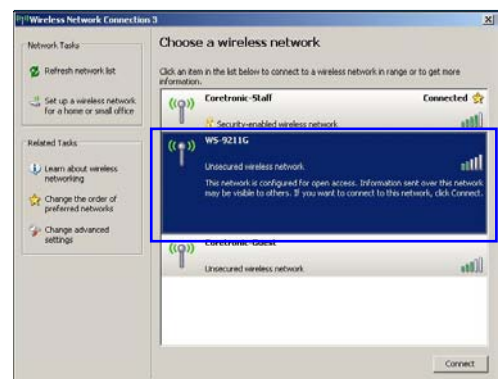 Wireless Network Connection 3
Network Tasks
Refresh network list
Set up a wireless network
for a home or small office
Related Tasks
Learn about wireless
networking
Change the order of
preferred networks
Change advanced
settings
Choose a wireless network
Click an item in the list below to connect to a wireless network in range or to get more
information.
Coretronic-Staff Connected
Security-enabled wireless network
WS-9211G
Unsecured wireless network
This network is configured for open access. Information sent over this network
may be visible to others. If you want to connect to this network, click Connect.
Coretronic-Guest
Unsecured wireless network
Connect